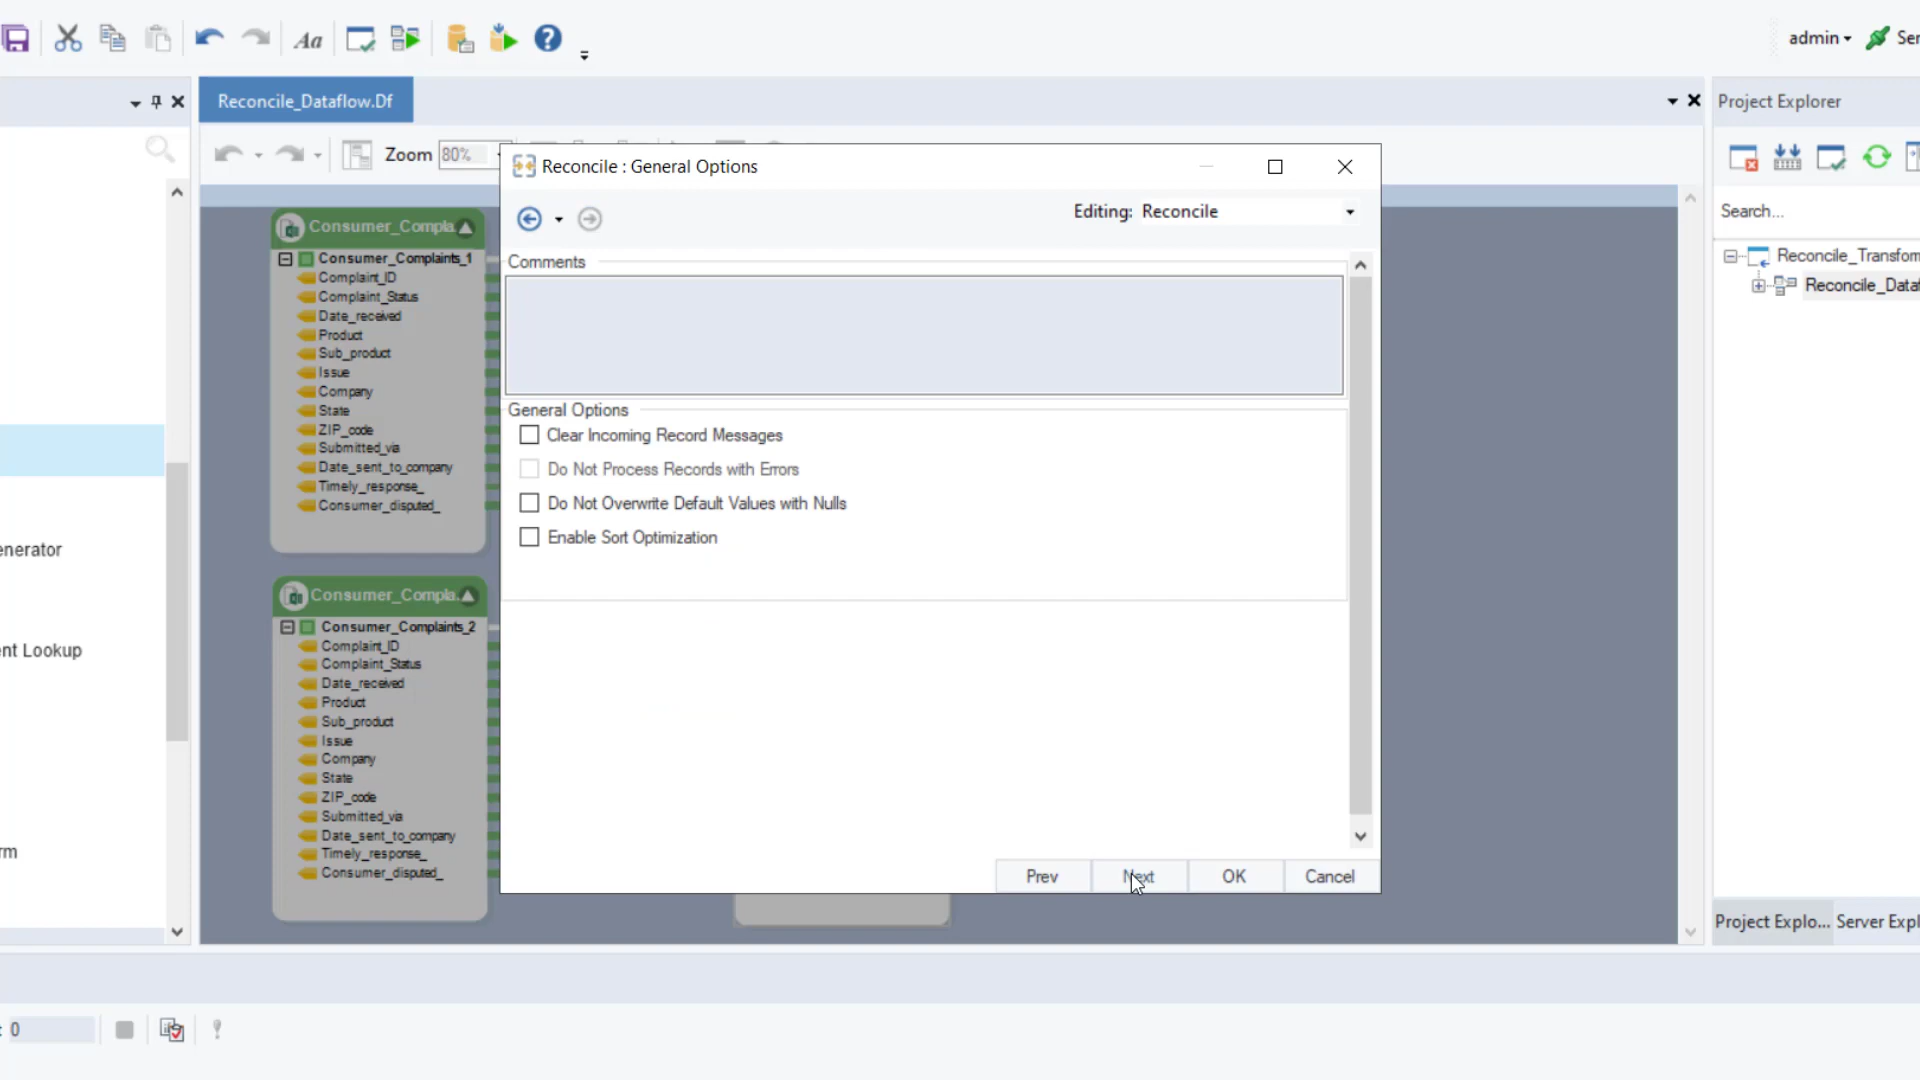 Aa
admin
Ser
Reconcile_Dataflow.Df
Project Explorer
Zoom 80%
Reconcile : General Options
Editing: Reconcile
Search...
Consumer_Compla
Consumer_Complaints_1
Complaint_ID
Complaint_Status
Date_received
Product
Sub_product
Issue
Company
State
ZIP_code
Submitted_via
Date_sent_to_company
Timely_response_
Consumer_disputed_
Comments
General Options
Clear Incoming Record Messages
Do Not Process Records with Errors
Do Not Overwrite Default Values with Nulls
Enable Sort Optimization
Reconcile_Transfom
Reconcile_Dataf
enerator
nt Lookup
rm
Consumer_Compla.
Consumer_Complaints_2
Complaint_ID
Complaint_Status
Date_received
Product
Sub_product
Issue
Company
State
ZIP_code
Submitted_via
Date_sent_to_company
Timely_response_
Consumer_disputed_
Prev
Next
OK
Cancel
Project Explo...
Server Expl
: 0